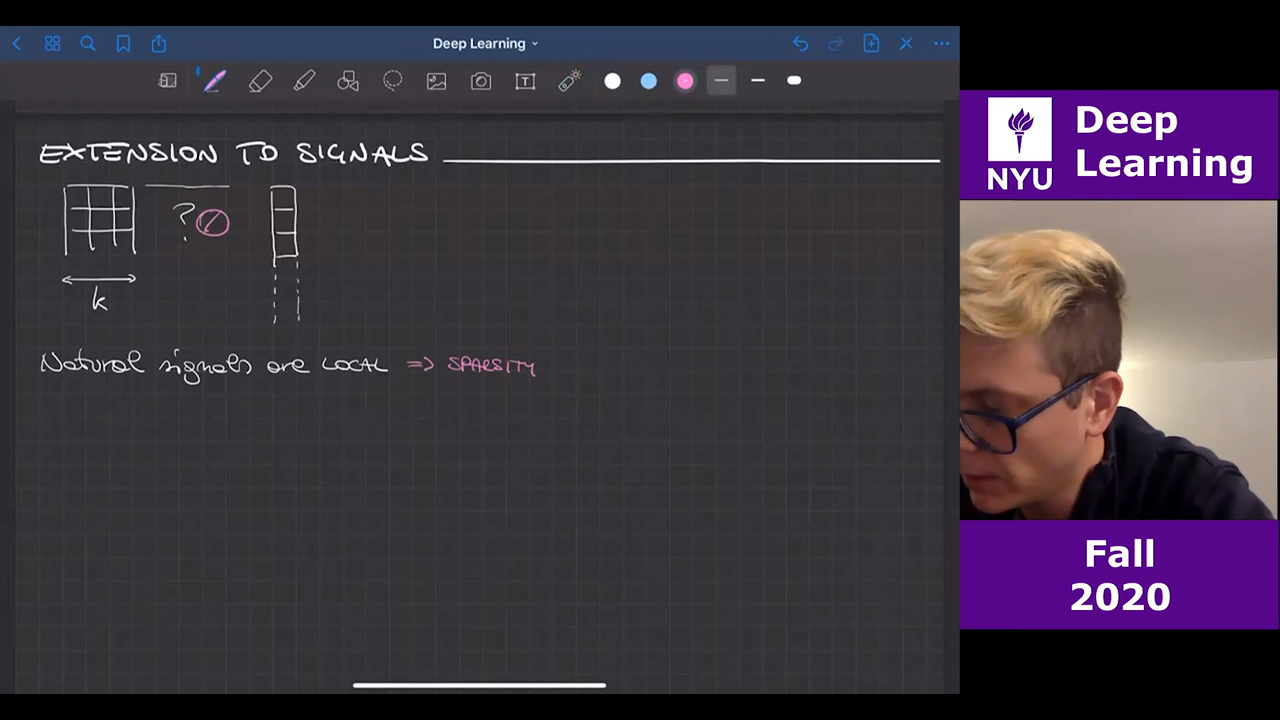 Deep Learning
T
EXTENSION TO SIGNALS
?
k
Natural signals are LOCAL => SPARSITY
NYU
Deep
Learning
Fall
2020